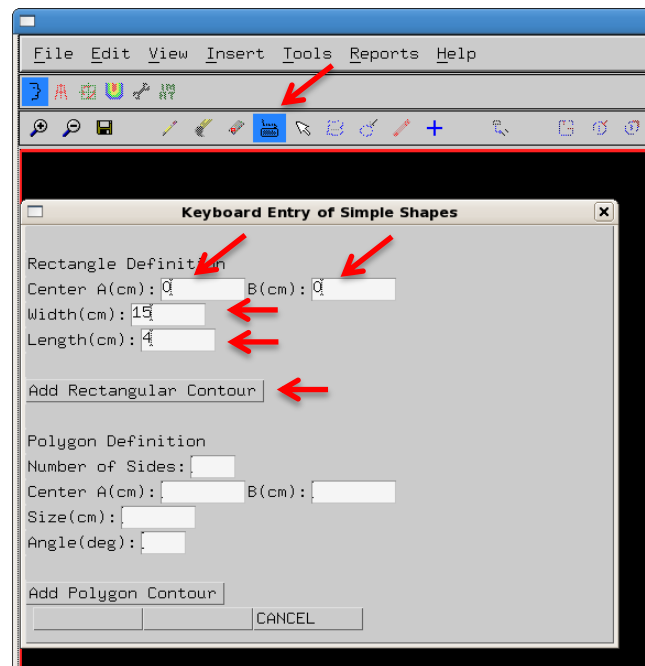 File Edit View Insert Tools Reports Help
Keyboard Entry of Simple Shapes
Rectangle Definition
Center A(cm): 0 B(cm): 0
Width(cm): 15
Length(cm): 4
Add Rectangular Contour
Polygon Definition
Number of Sides:
Center A(cm): B(cm):
Size(cm):
Angle(deg):
Add Polygon Contour
CANCEL